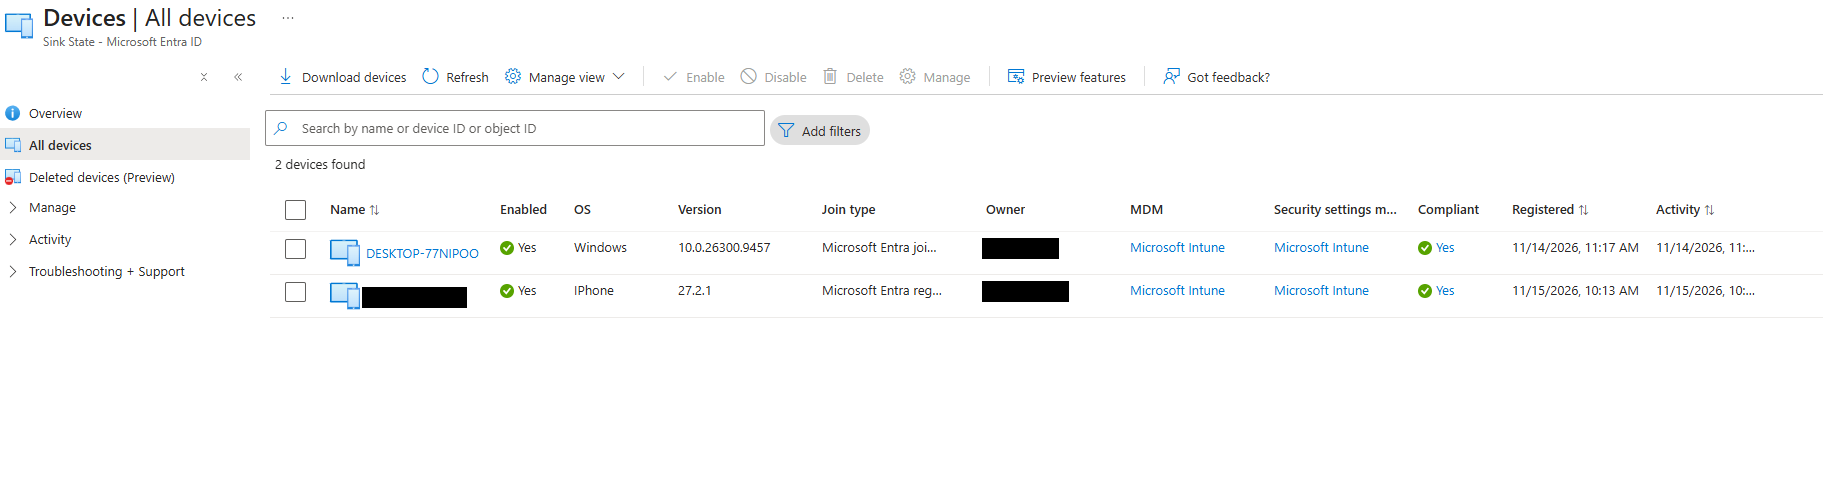 Devices | All devices ...
Sink State - Microsoft Entra ID
Download devices Refresh Manage view Enable Disable Delete Manage Preview features Got feedback?
Overview
All devices
Deleted devices (Preview)
Manage
Activity
Troubleshooting + Support
Search by name or device ID or object ID Add filters
2 devices found
Name Enabled OS Version Join type Owner MDM Security settings m... Compliant Registered Activity
DESKTOP-77NIPOO Yes Windows 10.0.26300.9457 Microsoft Entra joi... Microsoft Intune Microsoft Intune Yes 11/14/2026, 11:17 AM 11/14/2026, 11:...
Yes IPhone 27.2.1 Microsoft Entra reg... Microsoft Intune Microsoft Intune Yes 11/15/2026, 10:13 AM 11/15/2026, 10:...